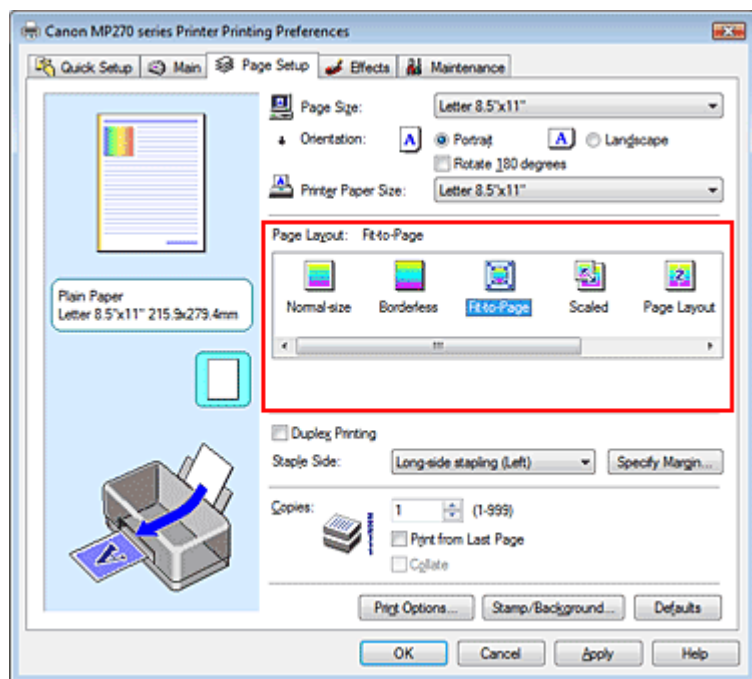 Canon MP270 series Printer Printing Preferences
Quick Setup Main Page Setup Effects Maintenance
Page Size: Letter 8.5"x11"
Orientation: A Portrait A Landscape
Rotate 180 degrees
Printer Paper Size: Letter 8.5"x11"
Page Layout: Fit-to-Page
Normal-size Borderless Fit-to-Page Scaled Page Layout
Plain Paper
Letter 8.5"x11" 215.9x279.4mm
Duplex Printing
Staple Side: Long-side stapling (Left) Specify Margin...
Copies: 1 (1-999)
Print from Last Page
Collate
Print Options... Stamp/Background... Defaults
OK Cancel Apply Help